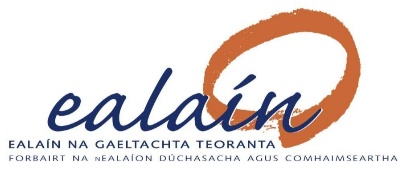 ealaín
EALAÍN NA GAELTACHTA TEORANTA
FORBAIRT NA nEALAÍON DÚCHASACHA AGUS COMHAIMSEARTHA